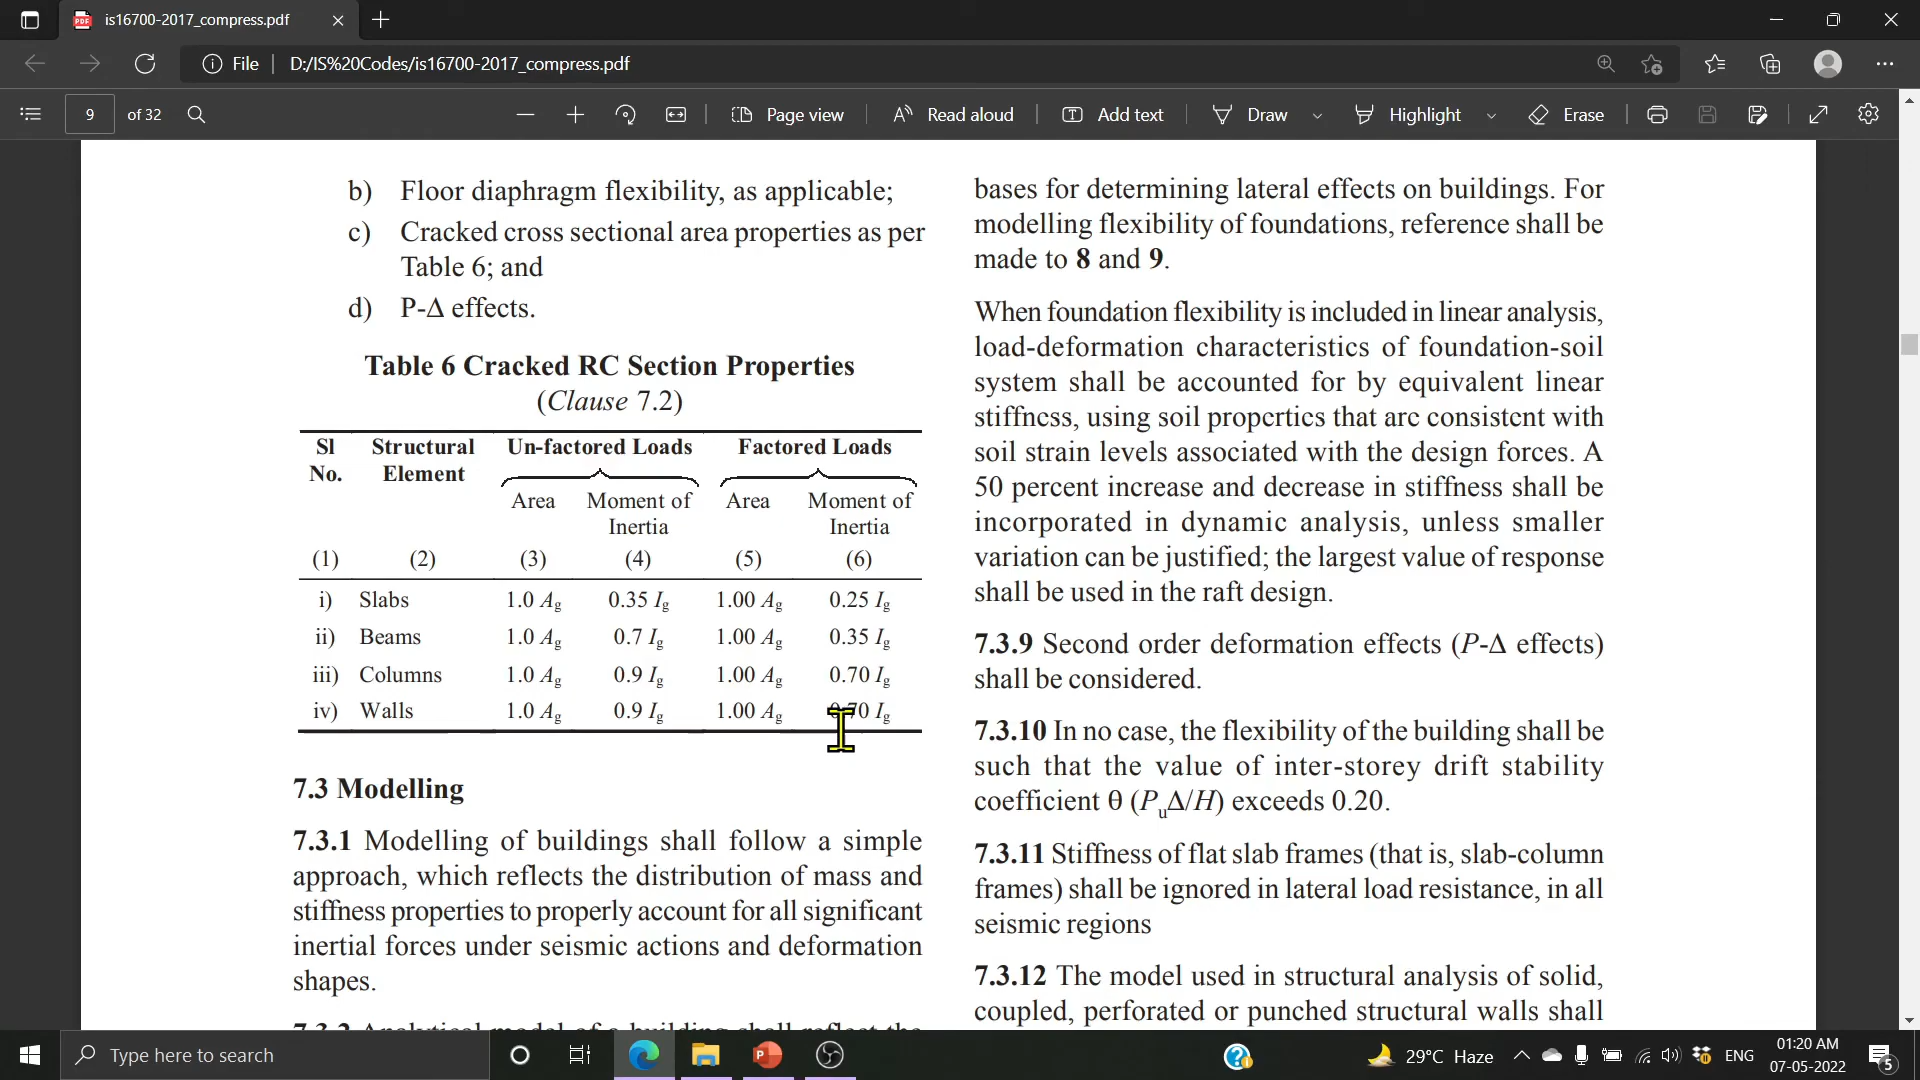 is16700-2017_compress.pdf
File
D:/IS%20Codes/is16700-2017_compress.pdf
9 of 32
Page view
Read aloud
Add text
Draw
Highlight
Erase
b) Floor diaphragm flexibility, as applicable;
c) Cracked cross sectional area properties as per
Table 6; and
d) P-Δ effects.
Table 6 Cracked RC Section Properties
(Clause 7.2)
Sl Structural Un-factored Loads Factored Loads
No. Element
Area Moment of Area Moment of
Inertia Inertia
(1) (2) (3) (4) (5) (6)
i) Slabs 1.0 Ag 0.35 Ig 1.00 Ag 0.25 Ig
ii) Beams 1.0 Ag 0.7 Ig 1.00 Ag 0.35 Ig
iii) Columns 1.0 Ag 0.9 Ig 1.00 Ag 0.70 Ig
iv) Walls 1.0 Ag 0.9 Ig 1.00 Ag 0.70 Ig
7.3 Modelling
7.3.1 Modelling of buildings shall follow a simple
approach, which reflects the distribution of mass and
stiffness properties to properly account for all significant
inertial forces under seismic actions and deformation
shapes.
7.3.2 Analytical model of a building shall reflect the
bases for determining lateral effects on buildings. For
modelling flexibility of foundations, reference shall be
made to 8 and 9.
When foundation flexibility is included in linear analysis,
load-deformation characteristics of foundation-soil
system shall be accounted for by equivalent linear
stiffness, using soil properties that are consistent with
soil strain levels associated with the design forces. A
50 percent increase and decrease in stiffness shall be
incorporated in dynamic analysis, unless smaller
variation can be justified; the largest value of response
shall be used in the raft design.
7.3.9 Second order deformation effects (P-Δ effects)
shall be considered.
7.3.10 In no case, the flexibility of the building shall be
such that the value of inter-storey drift stability
coefficient θ (PuΔ/H) exceeds 0.20.
7.3.11 Stiffness of flat slab frames (that is, slab-column
frames) shall be ignored in lateral load resistance, in all
seismic regions
7.3.12 The model used in structural analysis of solid,
coupled, perforated or punched structural walls shall
Type here to search
29°C Haze
ENG
01:20 AM
07-05-2022
5